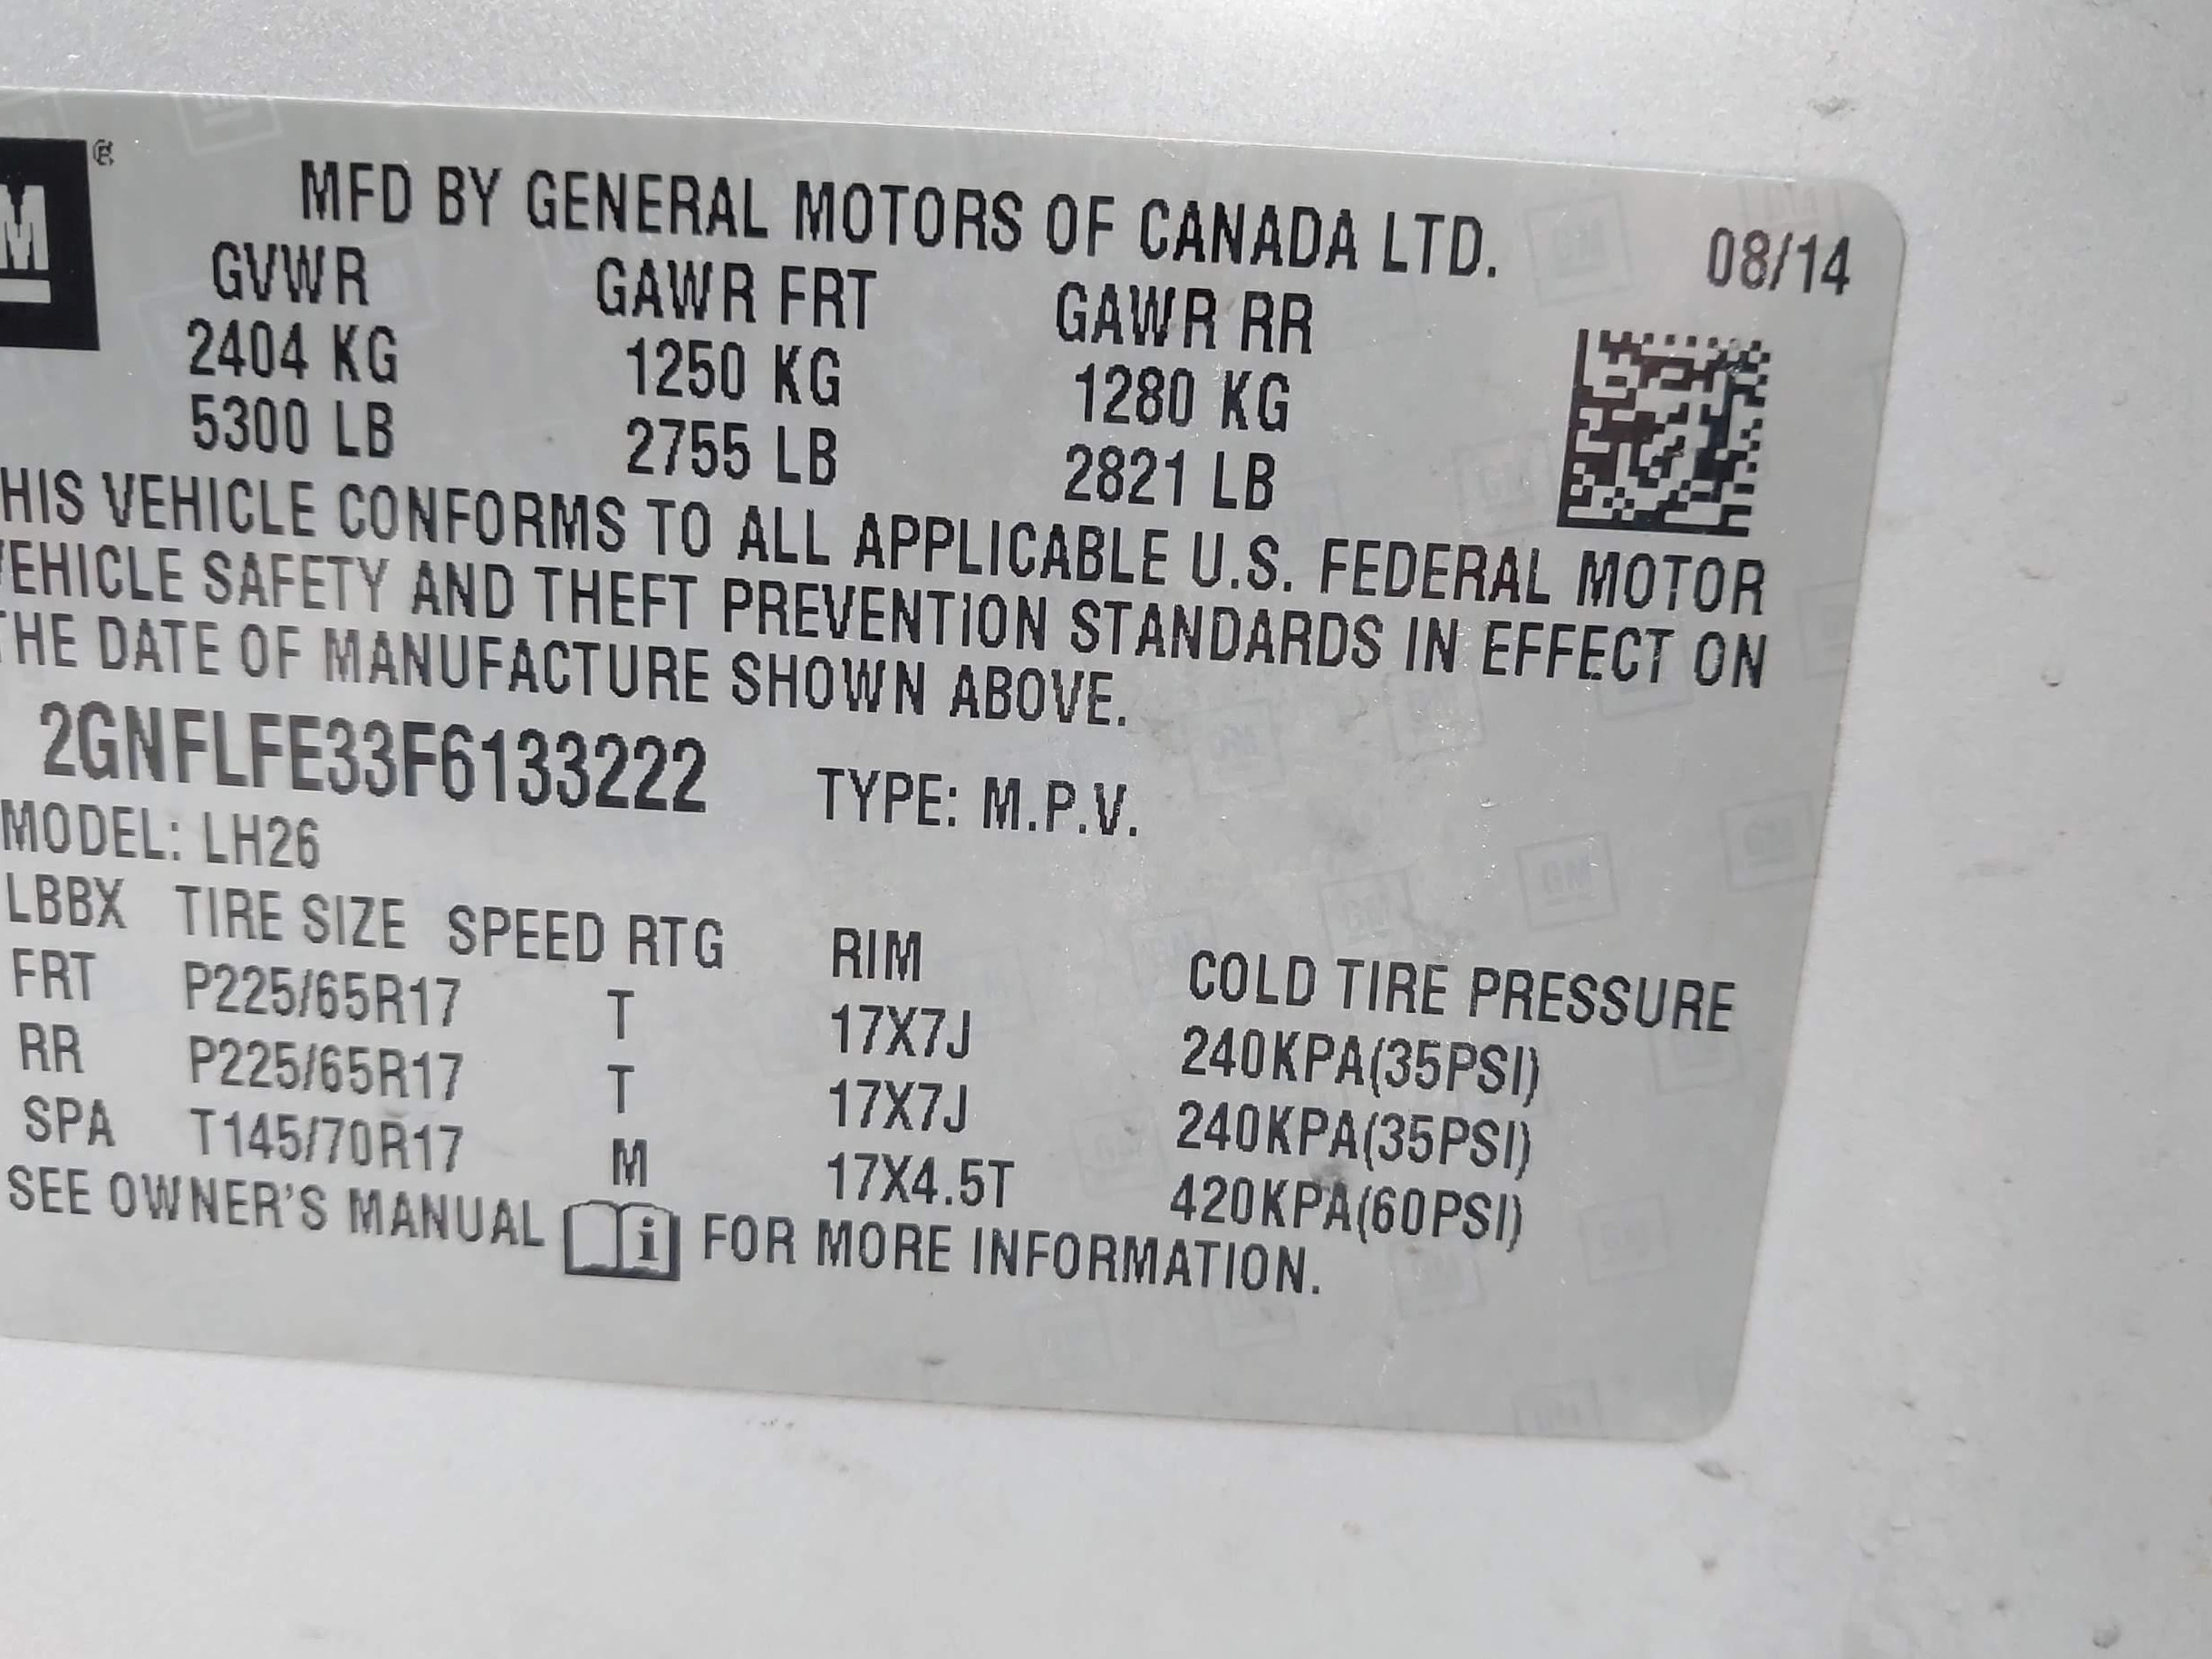 M ®
MFD BY GENERAL MOTORS OF CANADA LTD. 08/14
GVWR GAWR FRT GAWR RR
2404 KG 1250 KG 1280 KG
5300 LB 2755 LB 2821 LB
HIS VEHICLE CONFORMS TO ALL APPLICABLE U.S. FEDERAL MOTOR
VEHICLE SAFETY AND THEFT PREVENTION STANDARDS IN EFFECT ON
THE DATE OF MANUFACTURE SHOWN ABOVE.
2GNFLFE33F6133222 TYPE: M.P.V.
MODEL: LH26
LBBX TIRE SIZE SPEED RTG RIM COLD TIRE PRESSURE
FRT P225/65R17 T 17X7J 240KPA(35PSI)
RR P225/65R17 T 17X7J 240KPA(35PSI)
SPA T145/70R17 M 17X4.5T 420KPA(60PSI)
SEE OWNER'S MANUAL i FOR MORE INFORMATION.